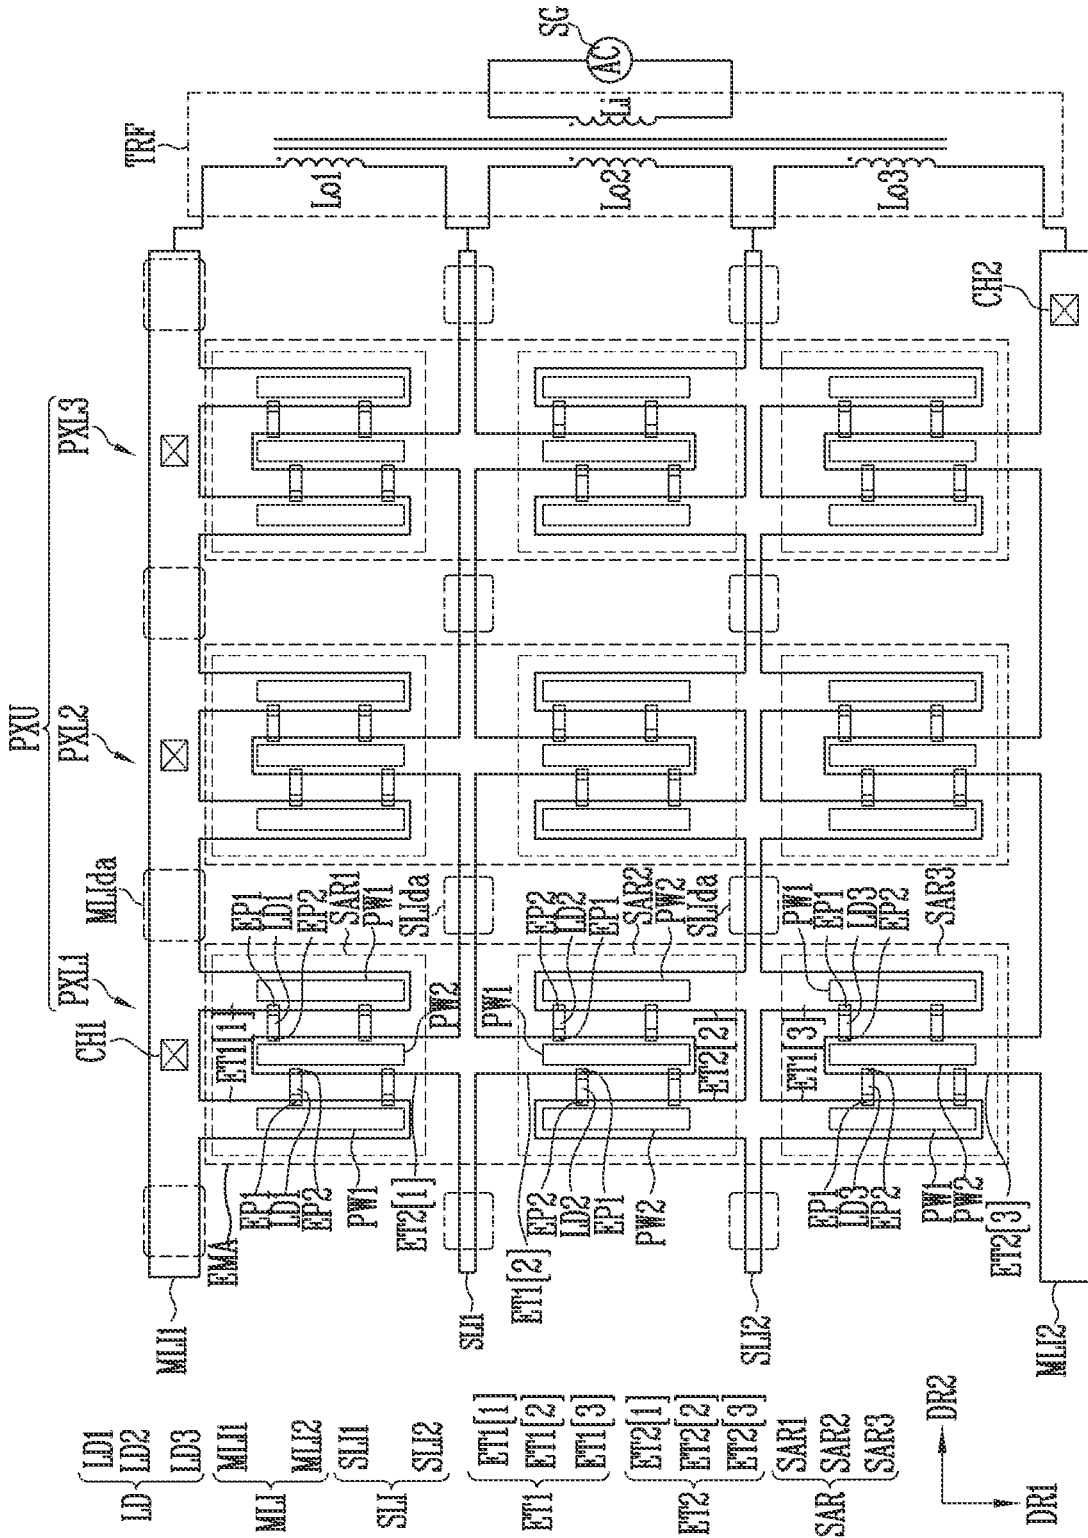 SG
AC
Li
TRF
Lo1
Lo2
Lo3
CH2
PXU
PXL3
PXL2
PXL1
MLIda
CH1
EP1
LD1
EP2
SAR1
PW1
SLIda
ET1[1]
PW2
EP2
LD2
EP1
SAR2
PW2
SLIda
PW1
ET2[2]
PW1
EP1
LD3
EP2
SAR3
ET1[3]
EMA
EP1
LD1
EP2
PW1
ET2[1]
ET1[2]
EP2
LD2
EP1
PW2
EP1
LD3
EP2
PW1
PW2
ET2[3]
MLI1
SLI1
SLI2
MLI2
LD
LD1
LD2
LD3
MLI
MLI1
MLI2
SLI
SLI1
SLI2
ET1
ET1[1]
ET1[2]
ET1[3]
ET2
ET2[1]
ET2[2]
ET2[3]
SAR
SAR1
SAR2
SAR3
DR2
DR1